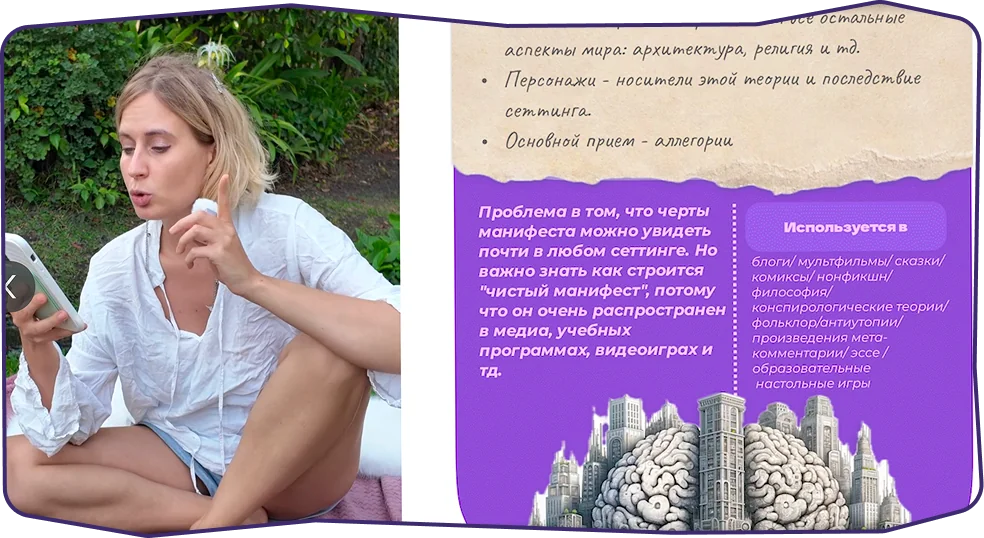 все остальные
аспекты мира: архитектура, религия и тд.
• Персонажи - носители этой теории и последствие
сеттинга.
• Основной прием - аллегории
Проблема в том, что черты
манифеста можно увидеть
почти в любом сеттинге. Но
важно знать как строится
"чистый манифест", потому
что он очень распространен
в медиа, учебных
программах, видеоиграх и
тд.
Используется в
блоги/ мультфильмы/ сказки/
комиксы/ нонфикшн/
философия/
конспирологические теории/
фольклор/антиутопии/
произведения мета-
комментарии/ эссе /
образовательные
настольные игры